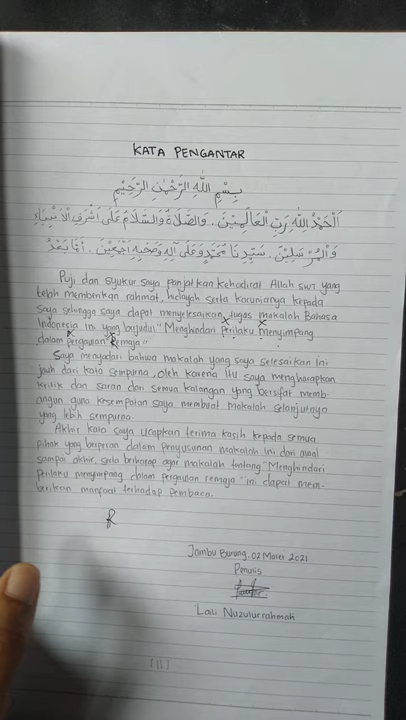 KATA PENGANTAR
بِسْمِ اللّٰهِ الرَّحْمٰنِ الرَّحِيْمِ
اَلْحَمْدُ لِلّٰهِ رَبِّ الْعَالَمِيْنَ. وَالصَّلَاةُ وَالسَّلَامُ عَلَى اَشْرَفِ الْاَنْبِيَاءِ
وَالْمُرْسَلِيْنَ. سَيِّدِنَا مُحَمَّدٍ وَعَلَى اٰلِهِ وَصَحْبِهِ اَجْمَعِيْنَ. اَمَّا بَعْدُ
Puji dan syukur saya panjatkan kehadirat Allah SWT yang
telah memberikan rahmat, hidayah serta karunianya kepada
saya sehingga saya dapat menyelesaikan tugas makalah Bahasa
Indonesia ini yang berjudul "Menghindari perilaku menyimpang
dalam pergaulan Remaja"
Saya menyadari bahwa makalah yang saya selesaikan ini
jauh dari kata sempurna, oleh karena itu saya mengharapkan
kritik dan saran dari semua kalangan yang bersifat memb-
angun guna kesempatan saya membuat makalah selanjutnya
yang lebih sempurna.
Akhir kata saya ucapkan terima kasih kepada semua
pihak yang berperan dalam penyusunan makalah ini dari awal
sampai akhir, serta berharap agar makalah tentang "Menghindari
perilaku menyimpang dalam pergaulan remaja" ini dapat mem-
berikan manfaat terhadap pembaca.
Jambu Burung, 02 Maret 2021
Penulis
Laili Nuzulurrahmah